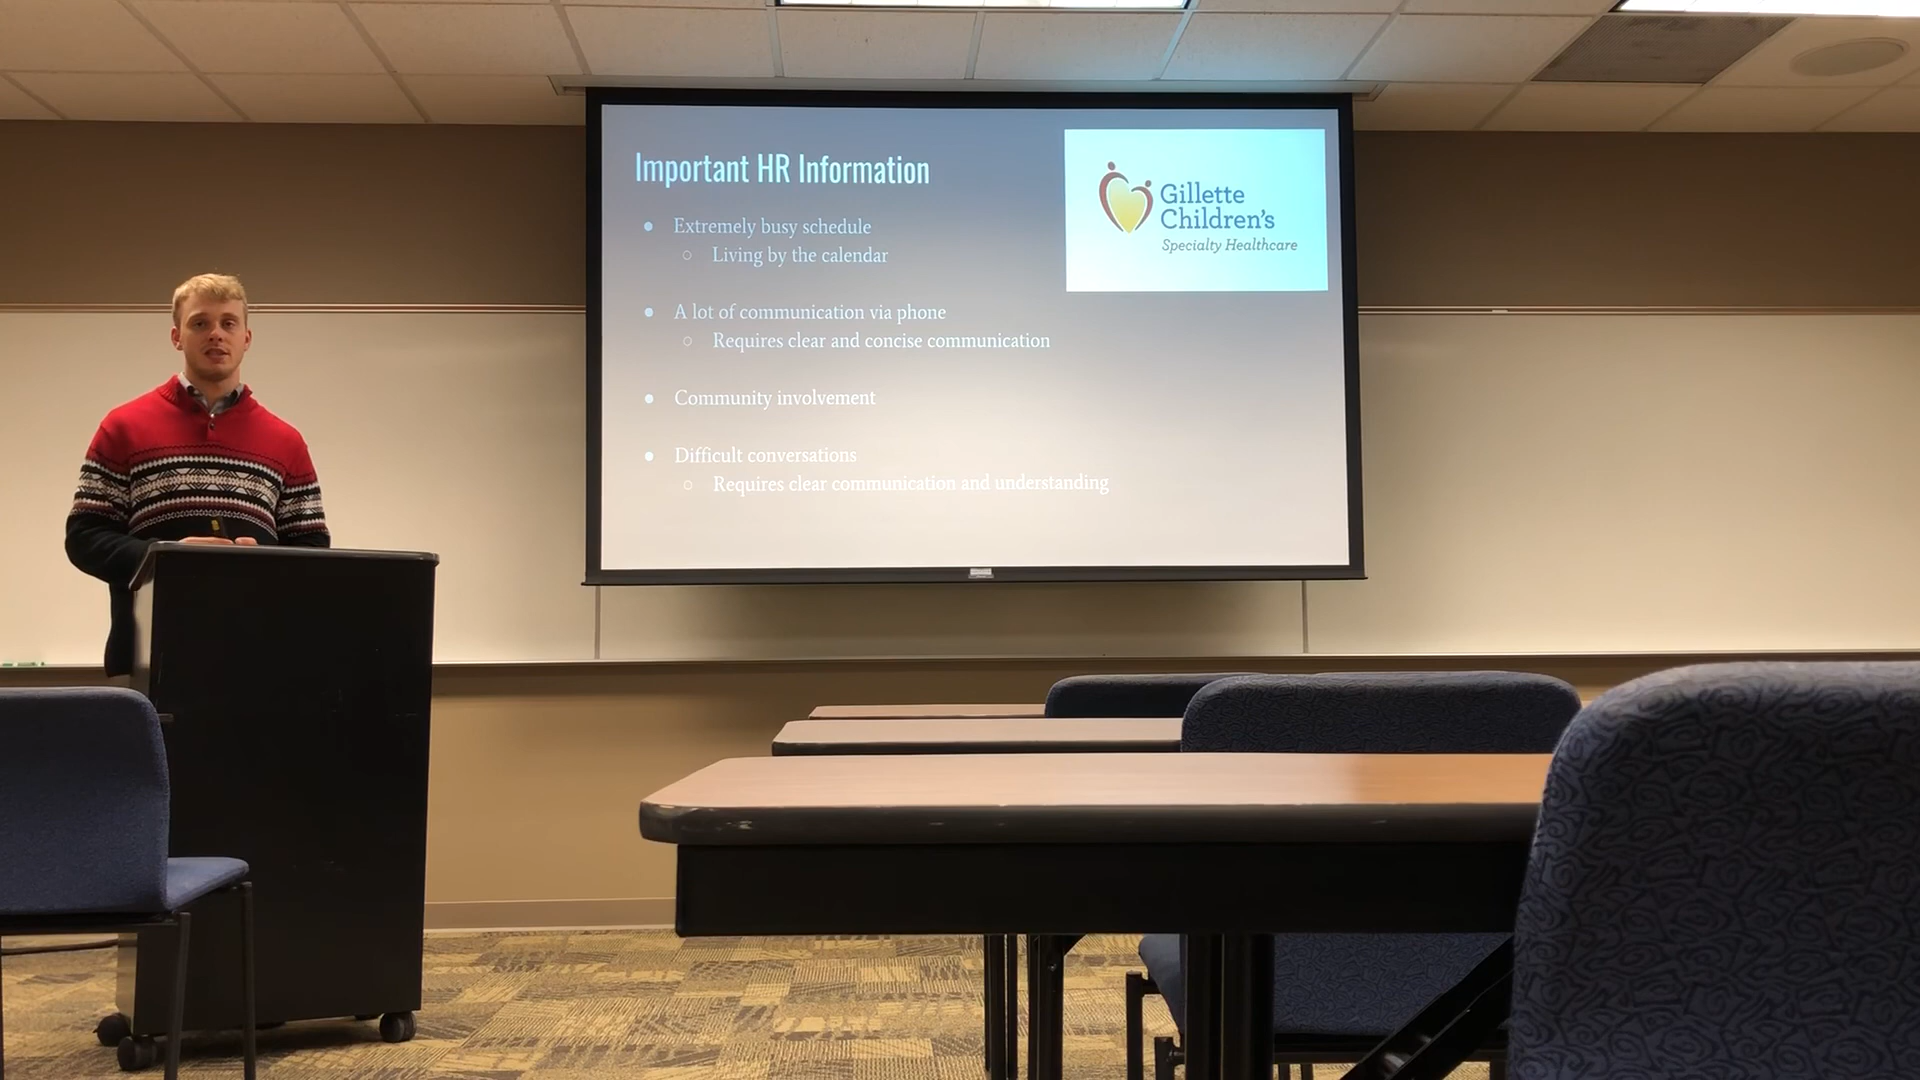 Important HR Information
Gillette
Children's
Specialty Healthcare
● Extremely busy schedule
○ Living by the calendar
● A lot of communication via phone
○ Requires clear and concise communication
● Community involvement
● Difficult conversations
○ Requires clear communication and understanding